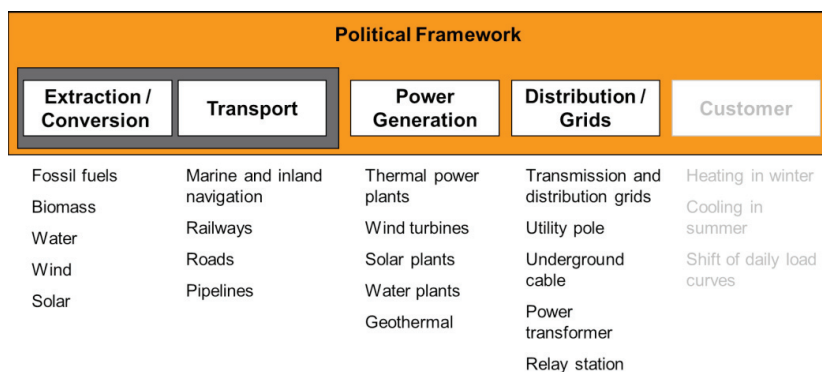 Political Framework
Extraction /
Conversion
Transport
Power
Generation
Distribution /
Grids
Customer
Fossil fuels
Biomass
Water
Wind
Solar
Marine and inland
navigation
Railways
Roads
Pipelines
Thermal power
plants
Wind turbines
Solar plants
Water plants
Geothermal
Transmission and
distribution grids
Utility pole
Underground
cable
Power
transformer
Relay station
Heating in winter
Cooling in
summer
Shift of daily load
curves